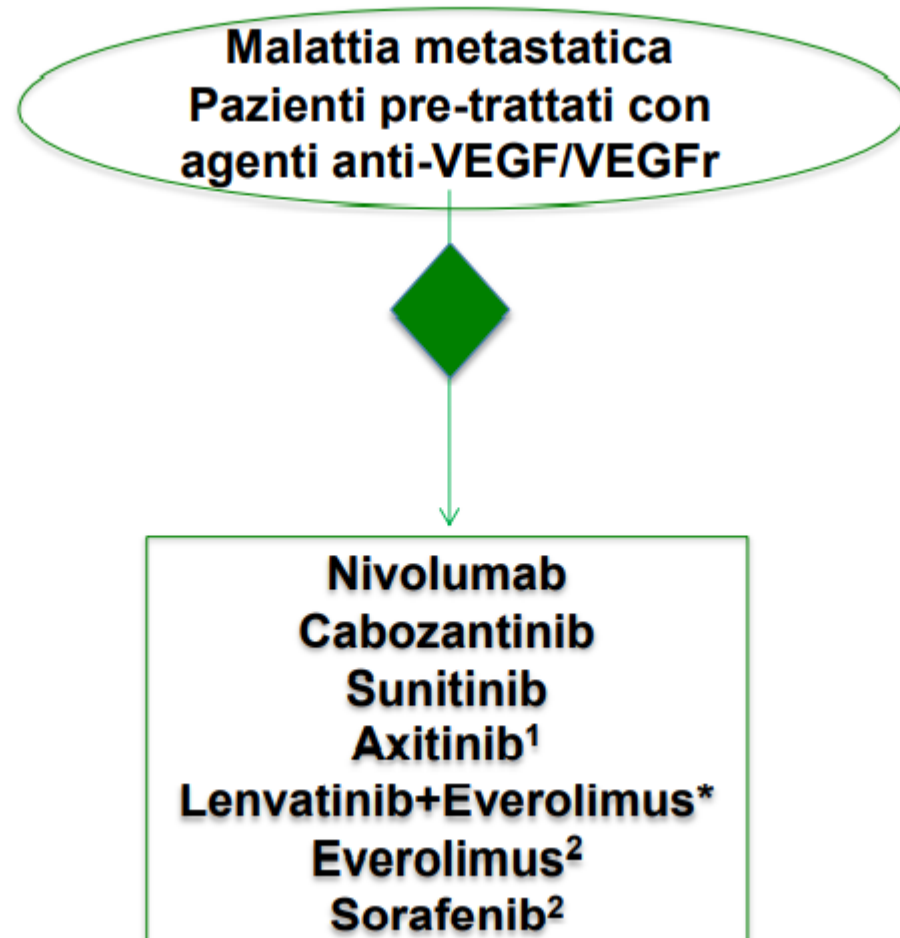 Malattia metastatica
Pazienti pre-trattati con
agenti anti-VEGF/VEGFr
Nivolumab
Cabozantinib
Sunitinib
Axitinib¹
Lenvatinib+Everolimus*
Everolimus²
Sorafenib²